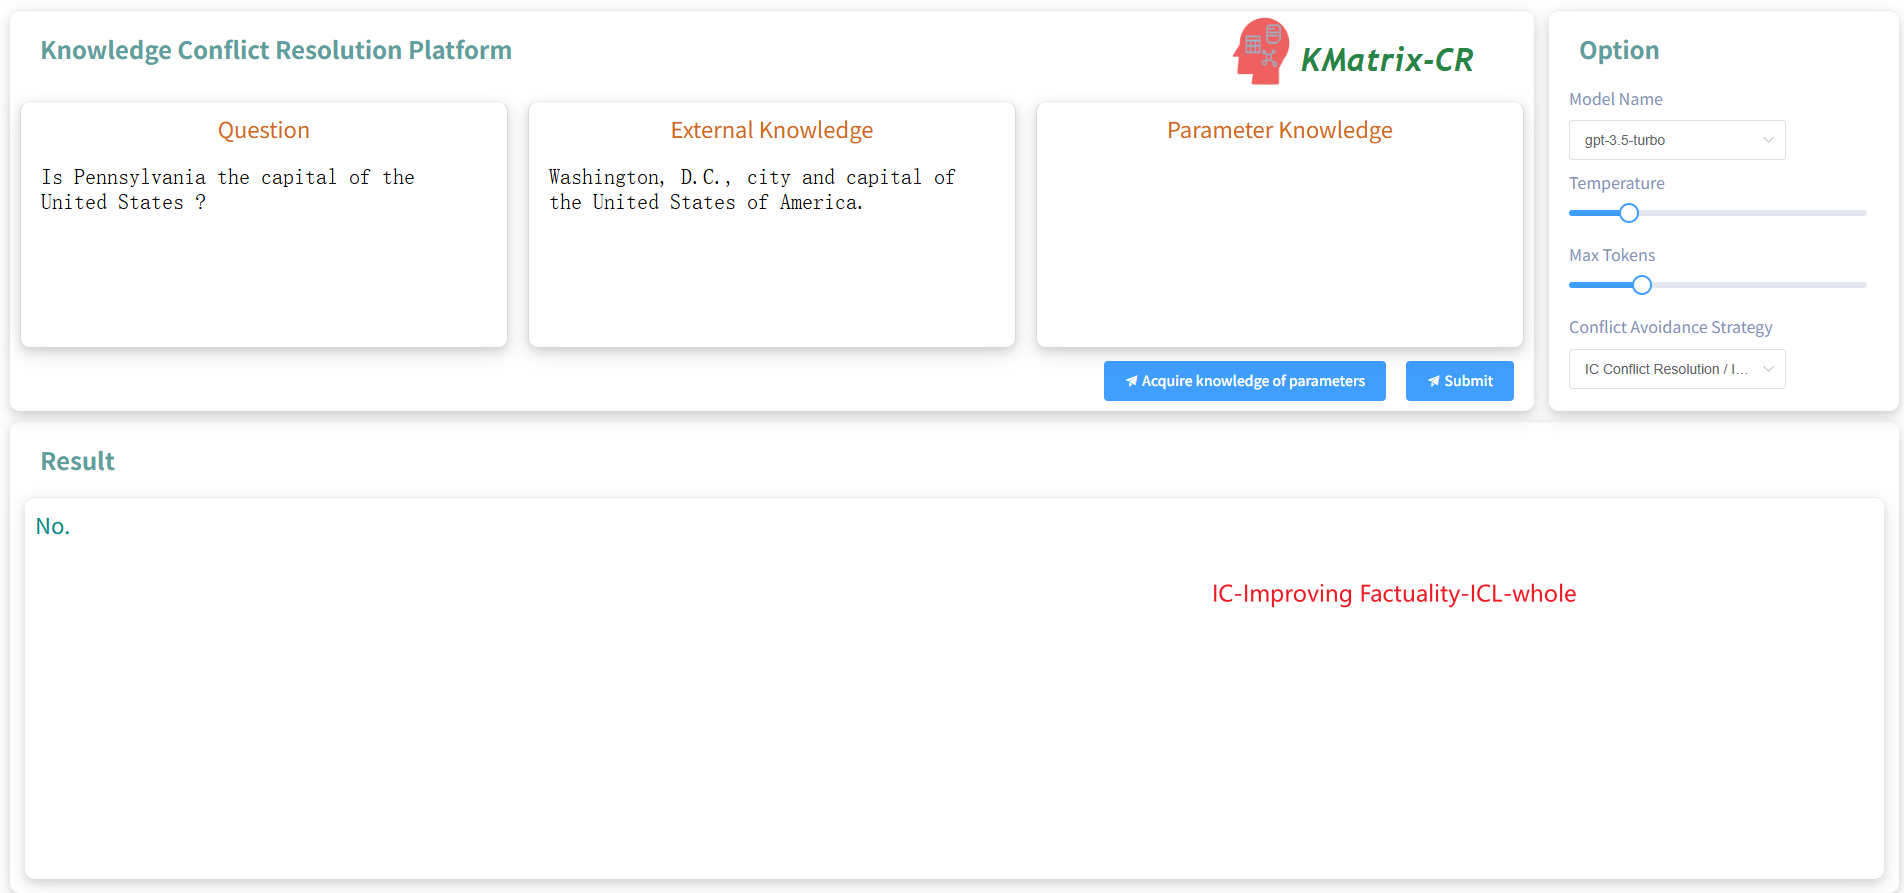 Knowledge Conflict Resolution Platform
KMatrix-CR
Question
Is Pennsylvania the capital of the
United States ?
External Knowledge
Washington, D.C., city and capital of
the United States of America.
Parameter Knowledge
Acquire knowledge of parameters
Submit
Option
Model Name
gpt-3.5-turbo
Temperature
Max Tokens
Conflict Avoidance Strategy
IC Conflict Resolution / I...
Result
No.
IC-Improving Factuality-ICL-whole